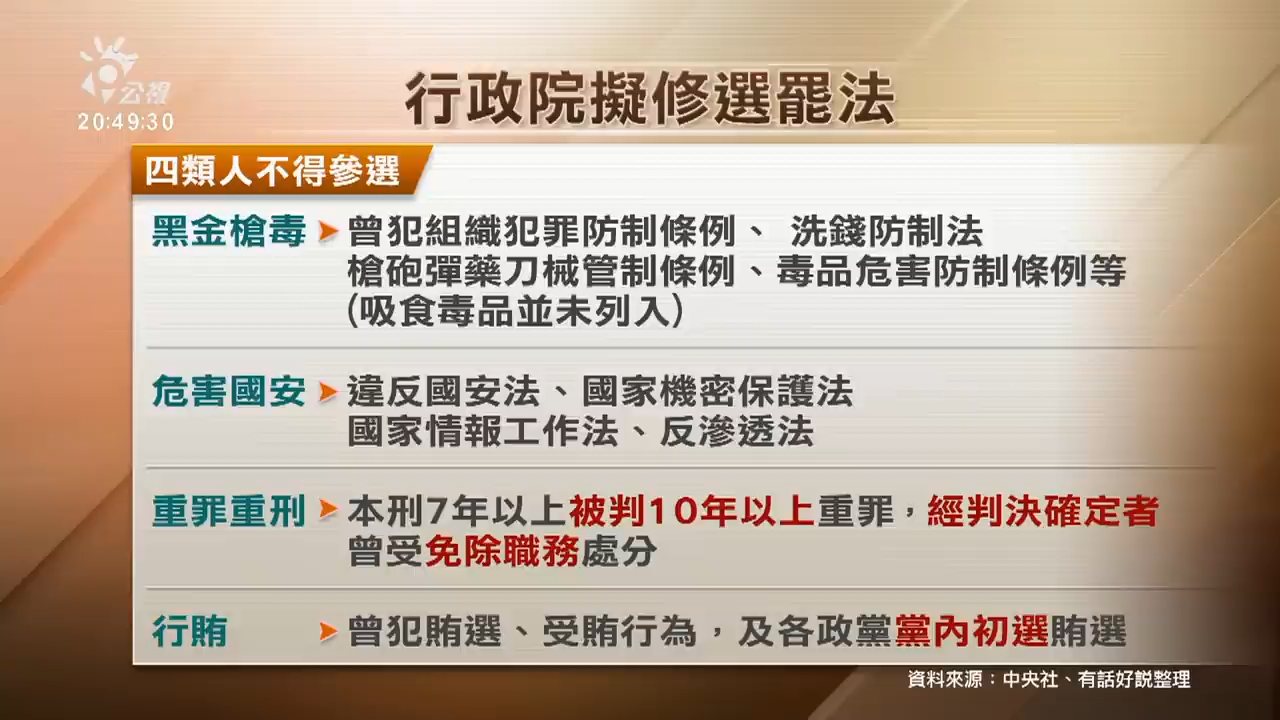 公視
20:49:30
行政院擬修選罷法
四類人不得參選
黑金槍毒
曾犯組織犯罪防制條例、 洗錢防制法
槍砲彈藥刀械管制條例、毒品危害防制條例等
(吸食毒品並未列入)
危害國安
違反國安法、國家機密保護法
國家情報工作法、反滲透法
重罪重刑
本刑7年以上被判10年以上重罪，經判決確定者
曾受免除職務處分
行賄
曾犯賄選、受賄行為，及各政黨黨內初選賄選
資料來源：中央社、有話好說整理